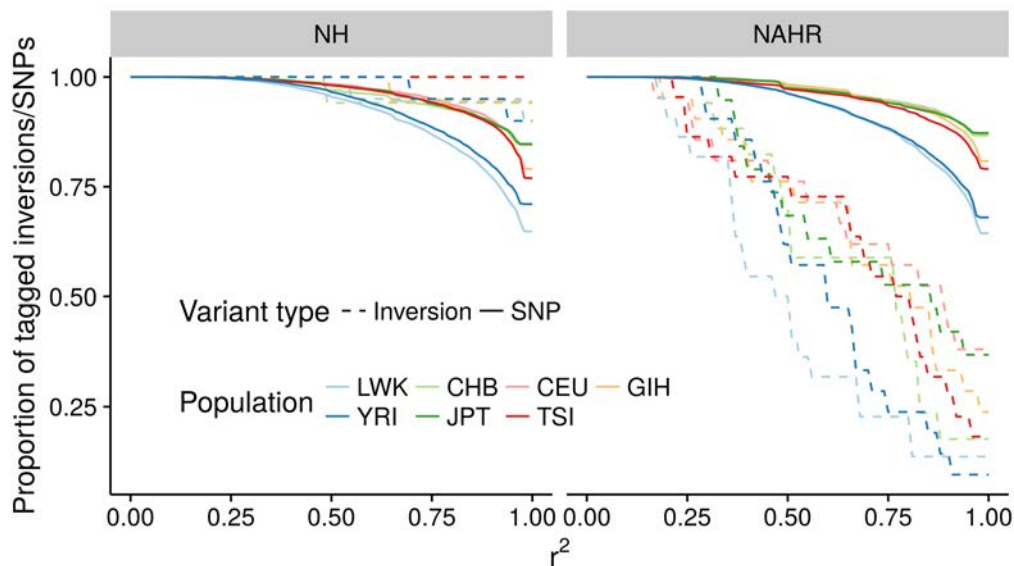 NH NAHR
Proportion of tagged inversions/SNPs
1.00
0.75
0.50
0.25
Variant type Inversion SNP
Population LWK CHB CEU GIH
YRI JPT TSI
0.00 0.25 0.50 0.75 1.00 0.00 0.25 0.50 0.75 1.00
r²